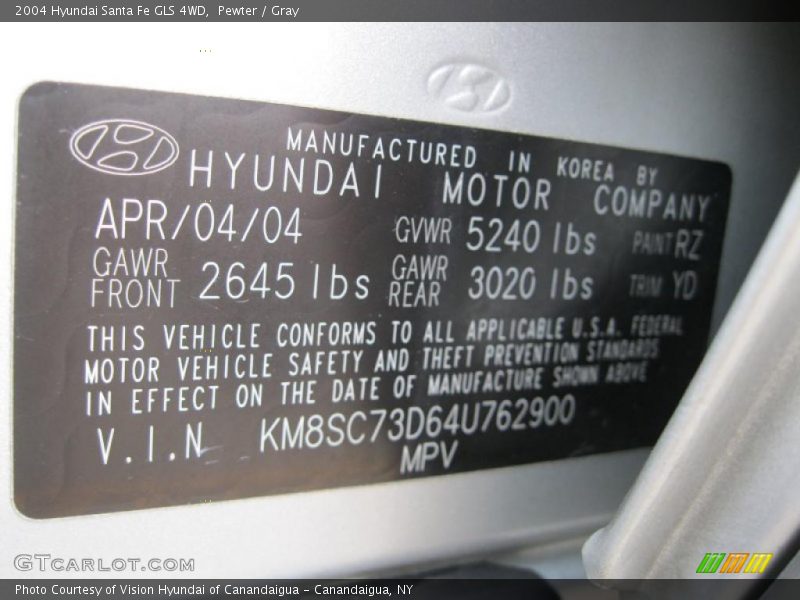 2004 Hyundai Santa Fe GLS 4WD, Pewter / Gray
MANUFACTURED IN KOREA BY
HYUNDAI MOTOR COMPANY
APR/04/04 GVWR 5240 lbs PAINT RZ
GAWR FRONT 2645 lbs GAWR REAR 3020 lbs TRIM YD
THIS VEHICLE CONFORMS TO ALL APPLICABLE U.S.A. FEDERAL
MOTOR VEHICLE SAFETY AND THEFT PREVENTION STANDARDS
IN EFFECT ON THE DATE OF MANUFACTURE SHOWN ABOVE
V.I.N KM8SC73D64U762900
MPV
GTCARLOT.COM
Photo Courtesy of Vision Hyundai of Canandaigua - Canandaigua, NY